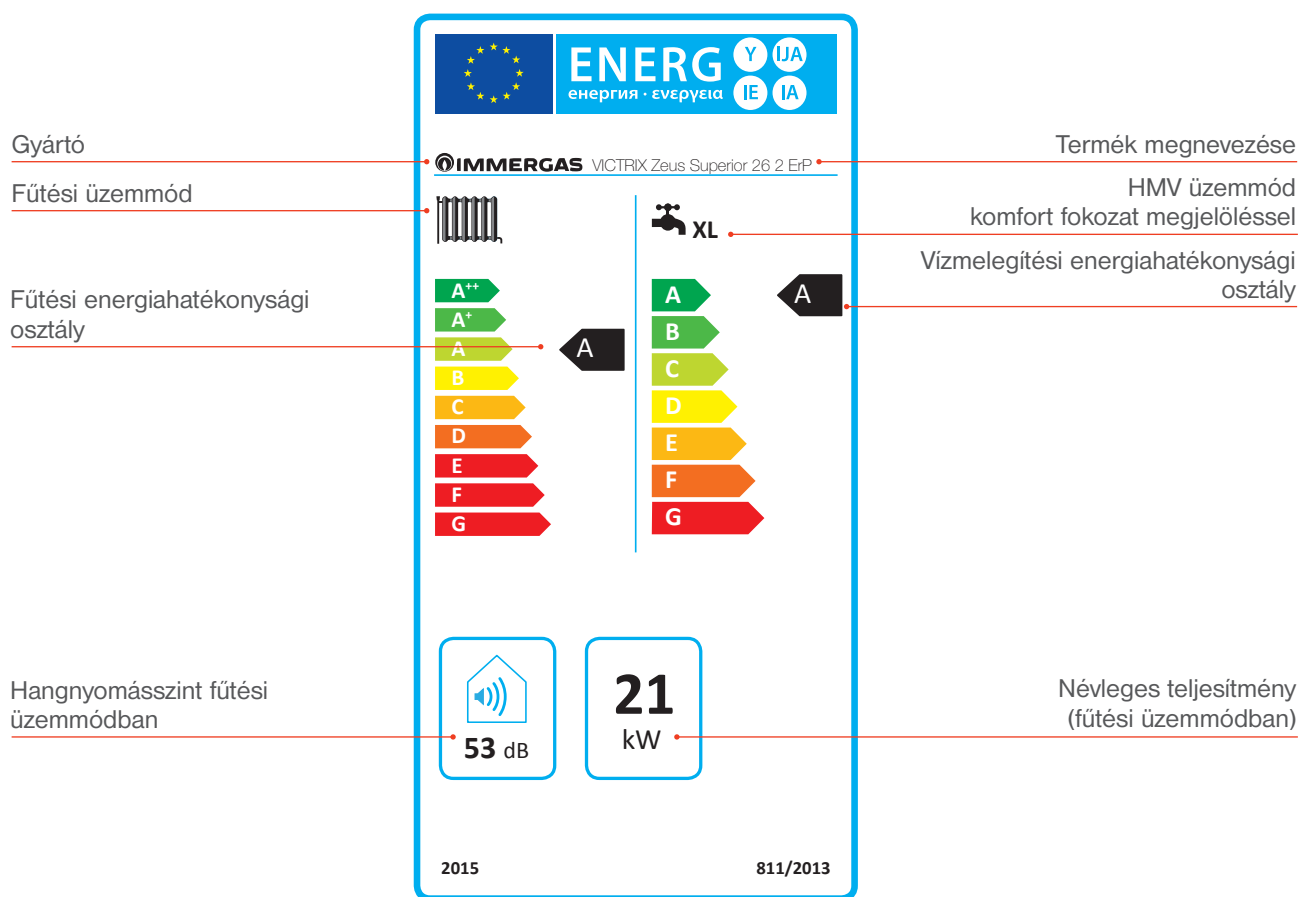 ENERG
Y IJA
IE IA
енергия · ενεργεια
Gyártó
Fűtési üzemmód
Fűtési energiahatékonysági
osztály
Hangnyomásszint fűtési
üzemmódban
IMMERGAS VICTRIX Zeus Superior 26 2 ErP
XL
A++
A+
A
B
C
D
E
F
G
A
A
B
C
D
E
F
G
A
53 dB
21
kW
2015
811/2013
Termék megnevezése
HMV üzemmód
komfort fokozat megjelöléssel
Vízmelegítési energiahatékonysági
osztály
Névleges teljesítmény
(fűtési üzemmódban)